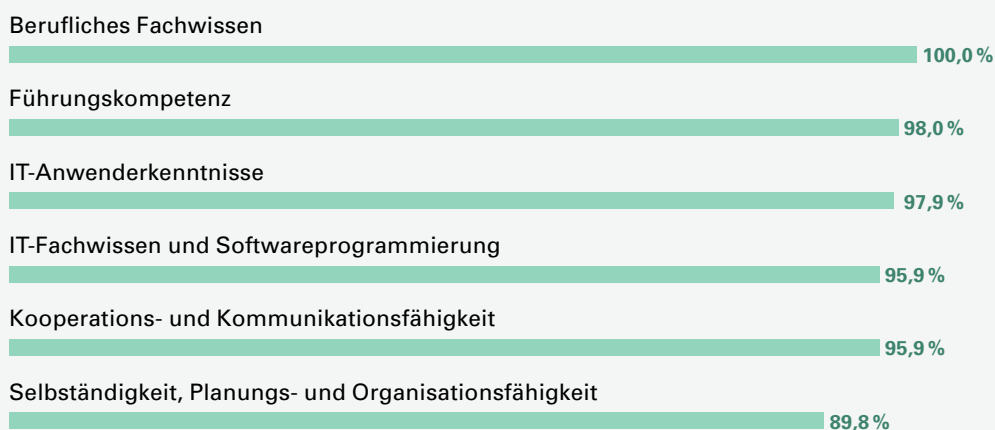 Berufliches Fachwissen
100,0 %
Führungskompetenz
98,0 %
IT-Anwenderkenntnisse
97,9 %
IT-Fachwissen und Softwareprogrammierung
95,9 %
Kooperations- und Kommunikationsfähigkeit
95,9 %
Selbständigkeit, Planungs- und Organisationsfähigkeit
89,8 %